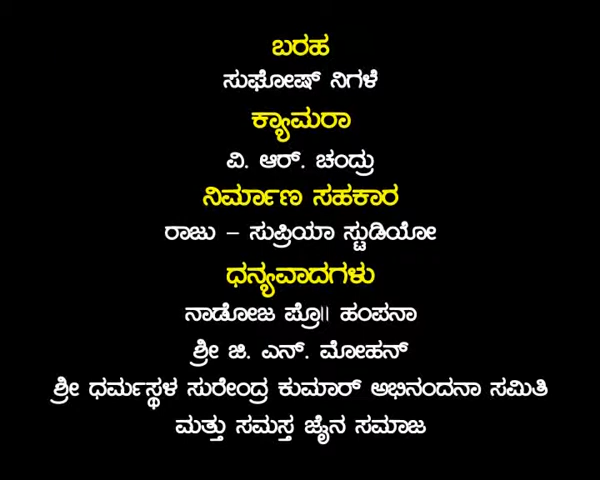 ಬರಹ
ಸುಘೋಷ್ ನಿಗಳೆ
ಕ್ಯಾಮರಾ
ವಿ. ಆರ್. ಚಂದ್ರು
ನಿರ್ಮಾಣ ಸಹಕಾರ
ರಾಜು – ಸುಪ್ರಿಯಾ ಸ್ಟುಡಿಯೋ
ಧನ್ಯವಾದಗಳು
ನಾಡೋಜ ಪ್ರೊ|| ಹಂಪನಾ
ಶ್ರೀ ಜಿ. ಎನ್. ಮೋಹನ್
ಶ್ರೀ ಧರ್ಮಸ್ಥಳ ಸುರೇಂದ್ರ ಕುಮಾರ್ ಅಭಿನಂದನಾ ಸಮಿತಿ
ಮತ್ತು ಸಮಸ್ತ ಜೈನ ಸಮಾಜ